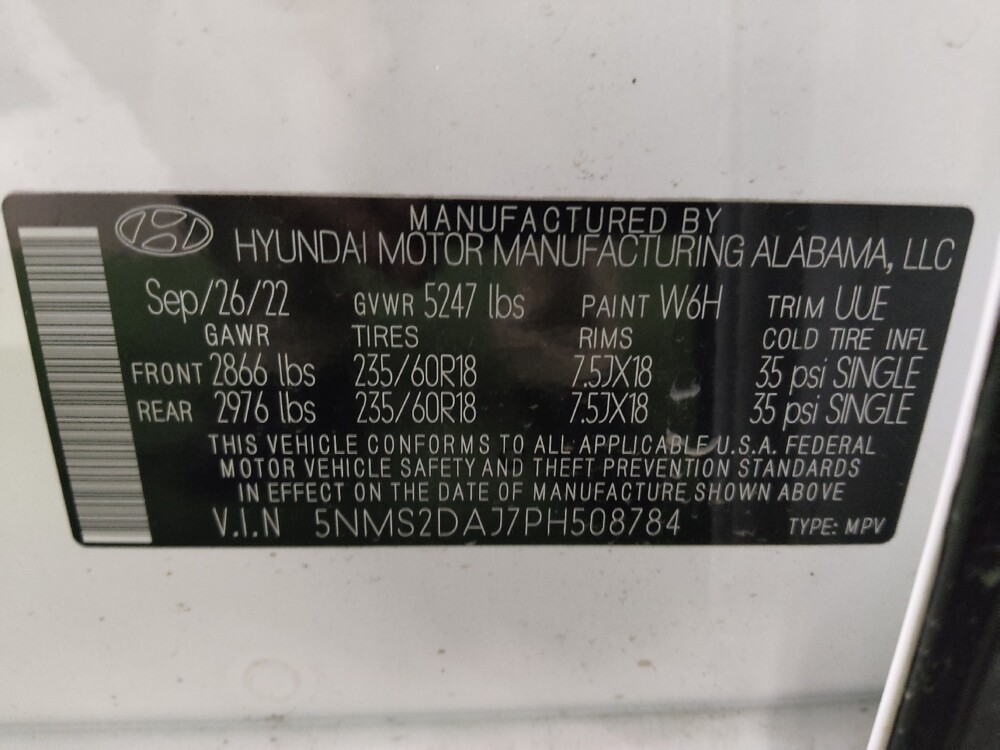 MANUFACTURED BY
HYUNDAI MOTOR MANUFACTURING ALABAMA, LLC
Sep/26/22 GVWR 5247 lbs PAINT W6H TRIM UUE
GAWR TIRES RIMS COLD TIRE INFL
FRONT 2866 lbs 235/60R18 7.5JX18 35 psi SINGLE
REAR 2976 lbs 235/60R18 7.5JX18 35 psi SINGLE
THIS VEHICLE CONFORMS TO ALL APPLICABLE U.S.A. FEDERAL
MOTOR VEHICLE SAFETY AND THEFT PREVENTION STANDARDS
IN EFFECT ON THE DATE OF MANUFACTURE SHOWN ABOVE
V.I.N 5NMS2DAJ7PH508784 TYPE: MPV